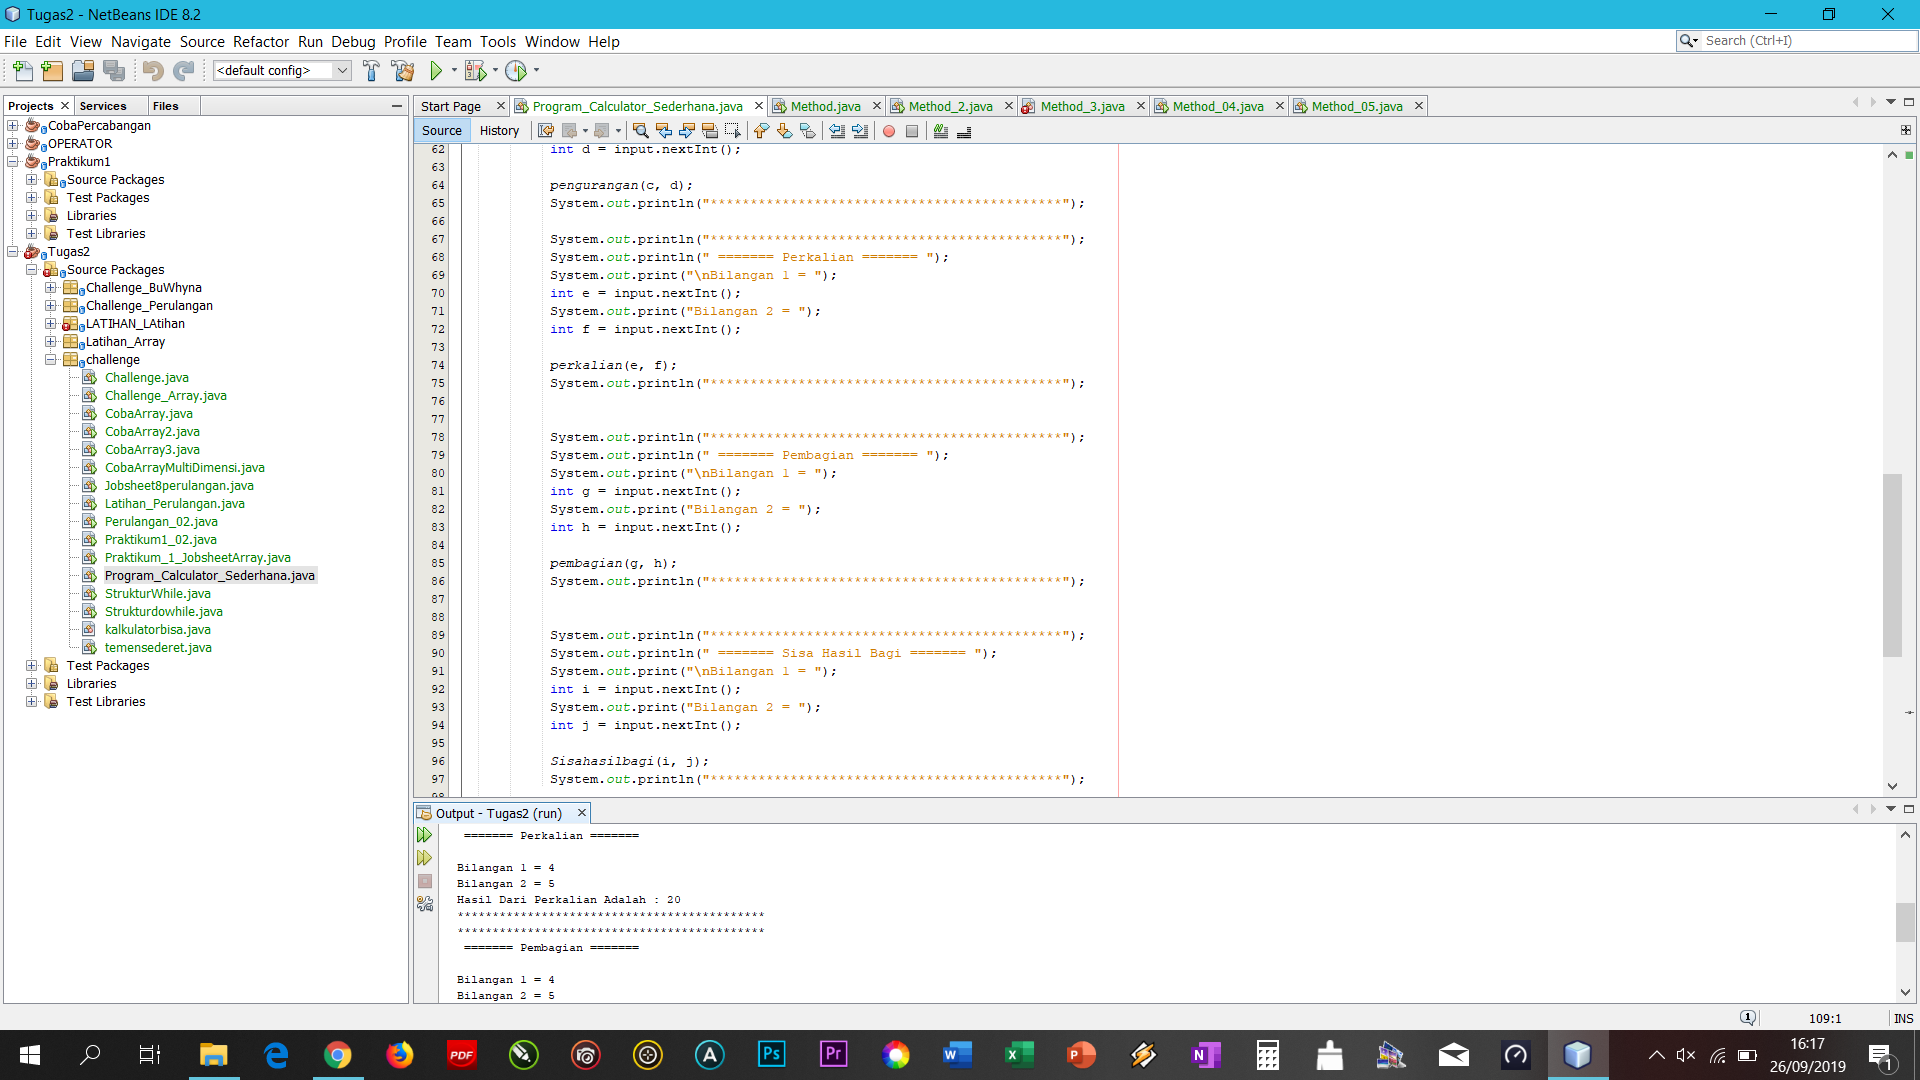 Tugas2 - NetBeans IDE 8.2
File Edit View Navigate Source Refactor Run Debug Profile Team Tools Window Help
Search (Ctrl+I)
<default config>
Projects Services Files
CobaPercabangan
OPERATOR
Praktikum1
Source Packages
Test Packages
Libraries
Test Libraries
Tugas2
Source Packages
Challenge_BuWhyna
Challenge_Perulangan
LATIHAN_LAtihan
Latihan_Array
challenge
Challenge.java
Challenge_Array.java
CobaArray.java
CobaArray2.java
CobaArray3.java
CobaArrayMultiDimensi.java
Jobsheet8perulangan.java
Latihan_Perulangan.java
Perulangan_02.java
Praktikum1_02.java
Praktikum_1_JobsheetArray.java
Program_Calculator_Sederhana.java
StrukturWhile.java
Strukturdowhile.java
kalkulatorbisa.java
temensederet.java
Test Packages
Libraries
Test Libraries
Start Page Program_Calculator_Sederhana.java Method.java Method_2.java Method_3.java Method_04.java Method_05.java
Source History
62 int d = input.nextInt();
63
64 pengurangan(c, d);
65 System.out.println("********************************************");
66
67 System.out.println("********************************************");
68 System.out.println(" ======= Perkalian ======= ");
69 System.out.print("\nBilangan 1 = ");
70 int e = input.nextInt();
71 System.out.print("Bilangan 2 = ");
72 int f = input.nextInt();
73
74 perkalian(e, f);
75 System.out.println("********************************************");
76
77
78 System.out.println("********************************************");
79 System.out.println(" ======= Pembagian ======= ");
80 System.out.print("\nBilangan 1 = ");
81 int g = input.nextInt();
82 System.out.print("Bilangan 2 = ");
83 int h = input.nextInt();
84
85 pembagian(g, h);
86 System.out.println("********************************************");
87
88
89 System.out.println("********************************************");
90 System.out.println(" ======= Sisa Hasil Bagi ======= ");
91 System.out.print("\nBilangan 1 = ");
92 int i = input.nextInt();
93 System.out.print("Bilangan 2 = ");
94 int j = input.nextInt();
95
96 Sisahasilbagi(i, j);
97 System.out.println("********************************************");
98
Output - Tugas2 (run)
======= Perkalian =======
Bilangan 1 = 4
Bilangan 2 = 5
Hasil Dari Perkalian Adalah : 20
********************************************
********************************************
======= Pembagian =======
Bilangan 1 = 4
Bilangan 2 = 5
1 109:1 INS
PDF Ps Pr W X P N
16:17
26/09/2019
1